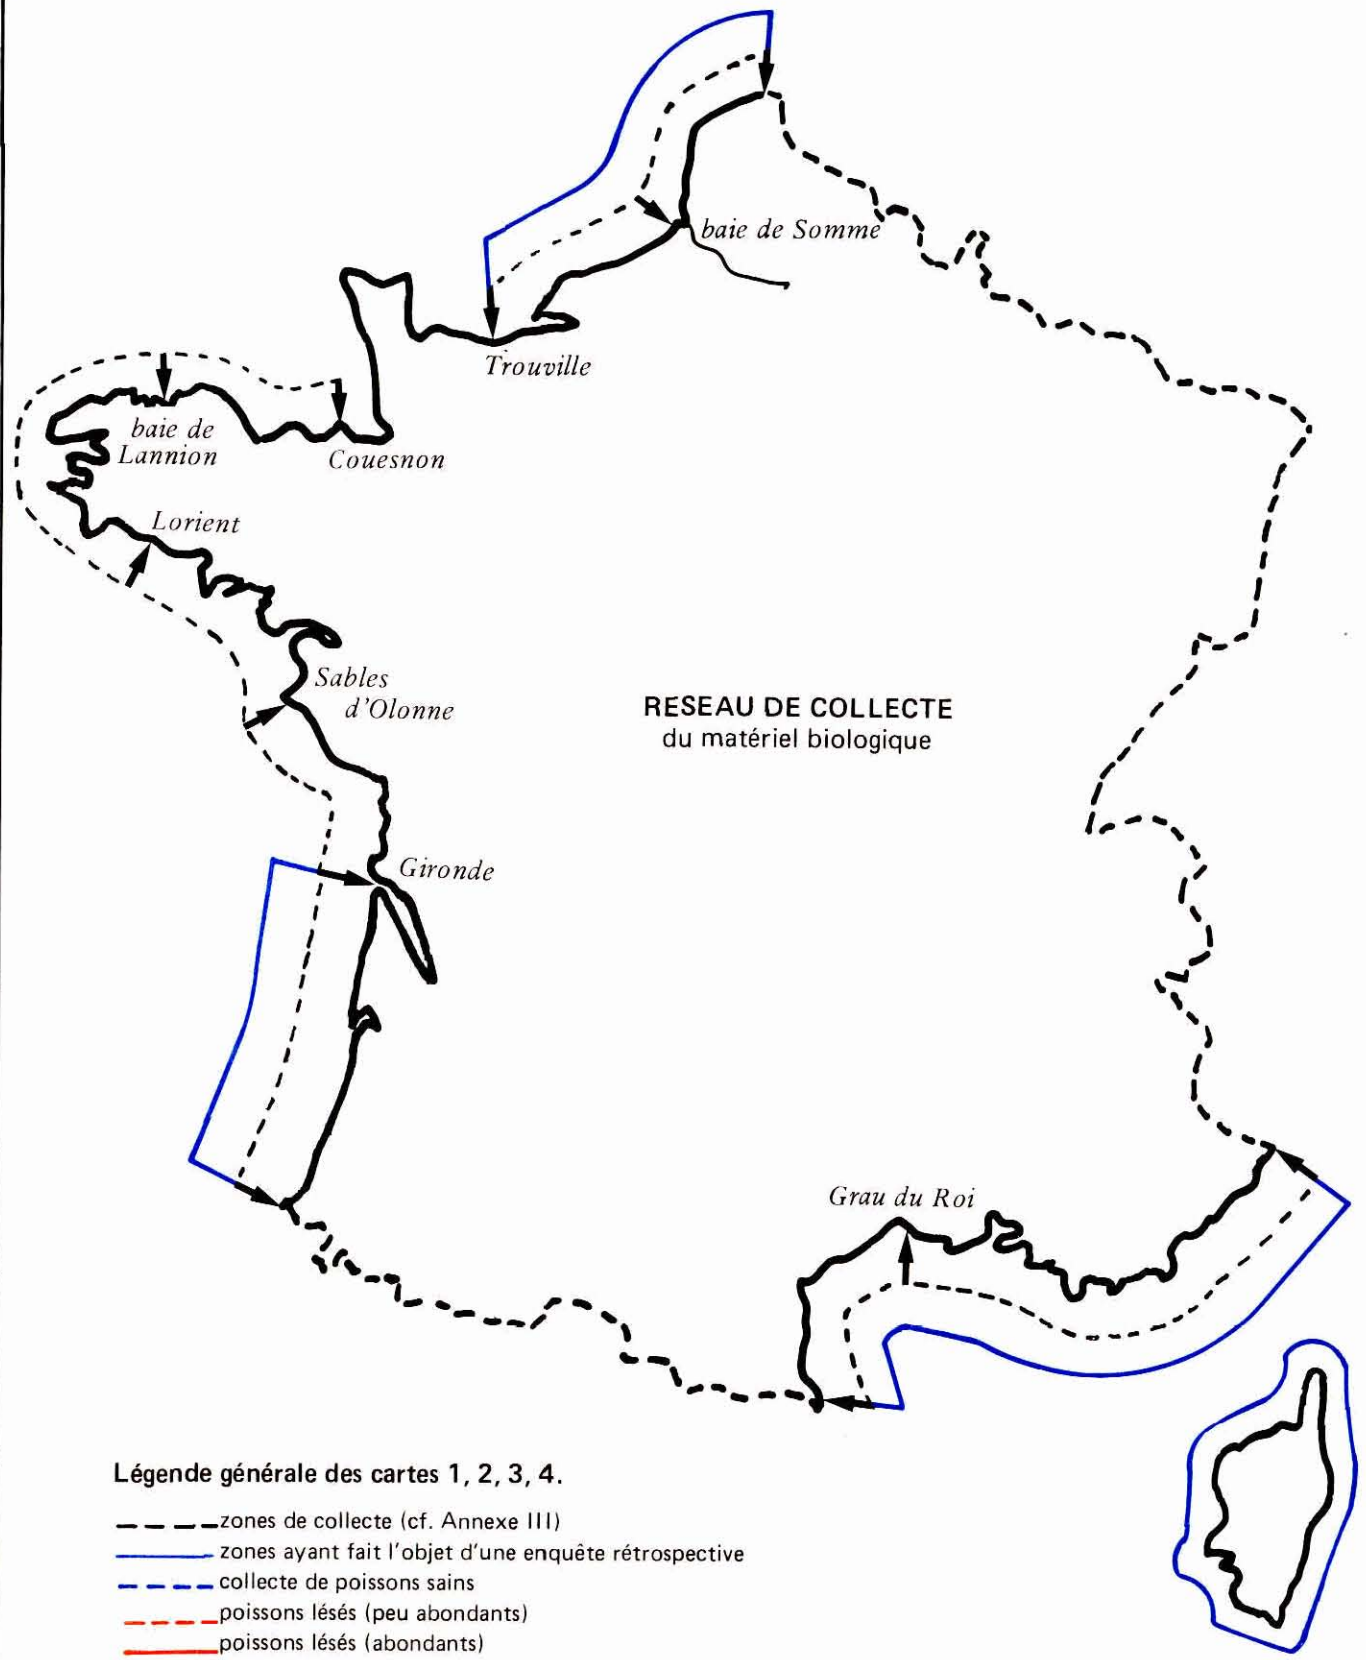 baie de Somme
Trouville
baie de
Lannion
Couesnon
Lorient
Sables
d'Olonne
RESEAU DE COLLECTE
du matériel biologique
Gironde
Grau du Roi
Légende générale des cartes 1, 2, 3, 4.
zones de collecte (cf. Annexe III)
zones ayant fait l'objet d'une enquête rétrospective
collecte de poissons sains
poissons lésés (peu abondants)
poissons lésés (abondants)